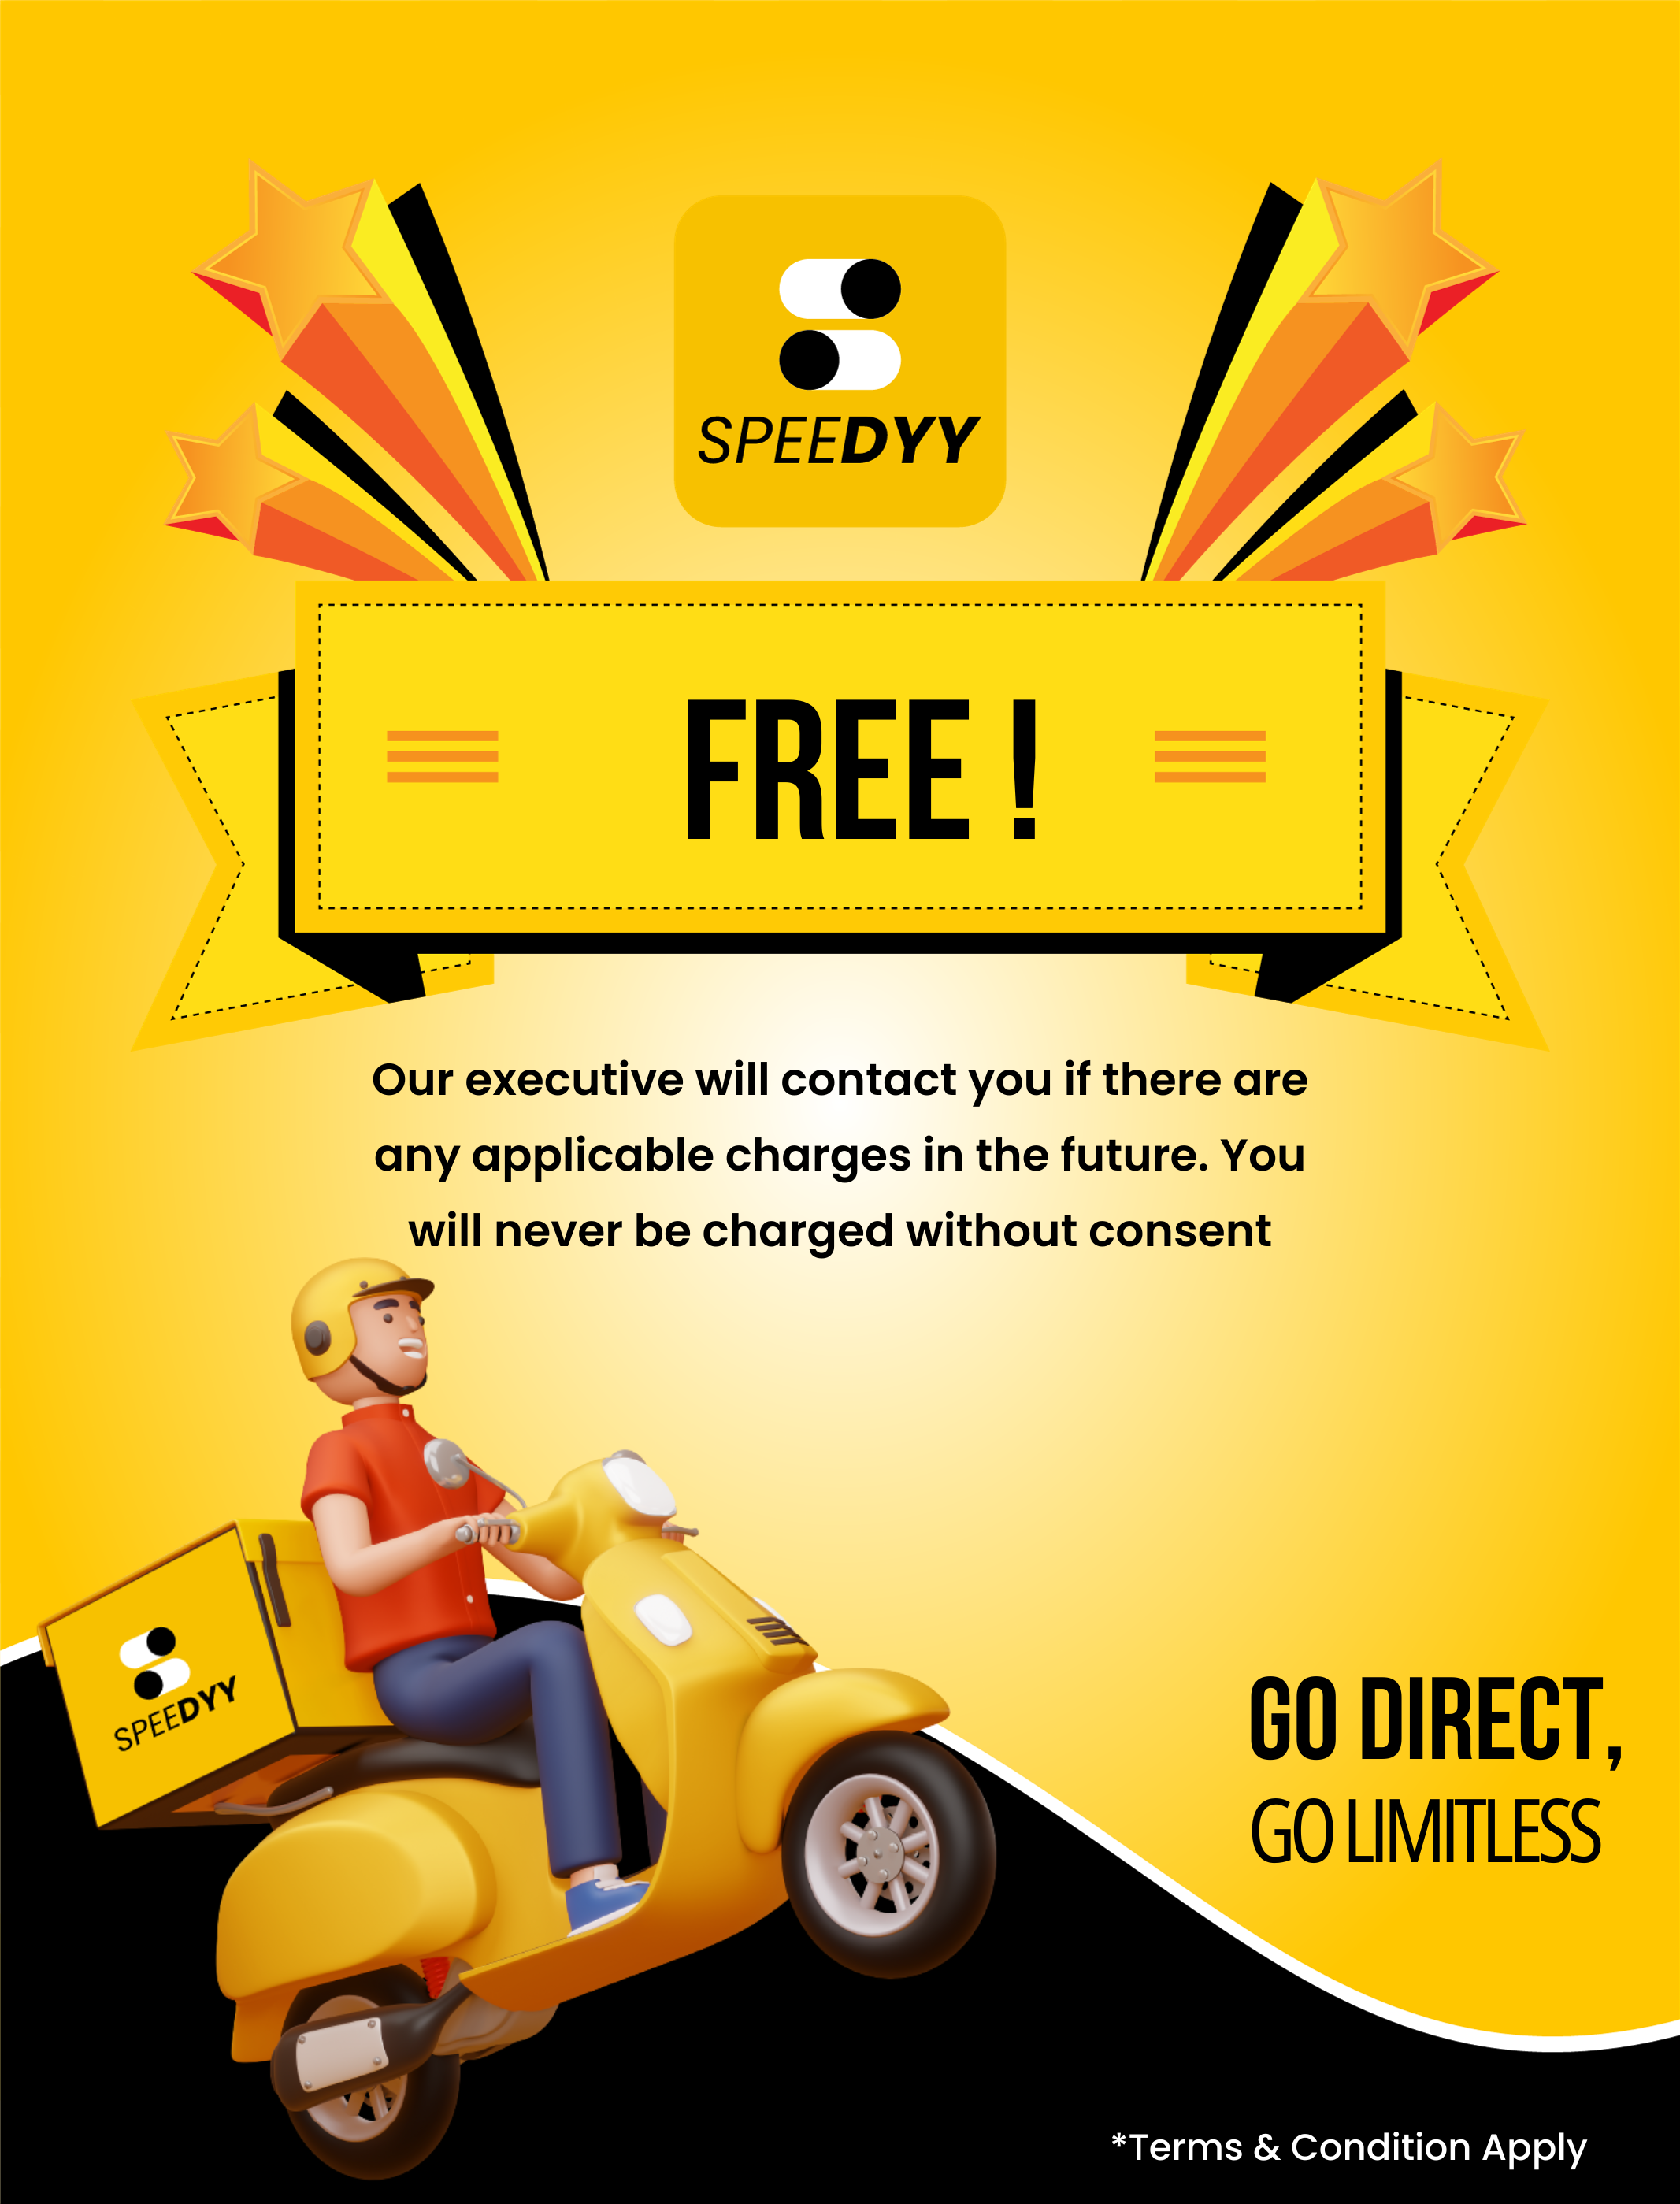 SPEEDYY
FREE !
Our executive will contact you if there are
any applicable charges in the future. You
will never be charged without consent
SPEEDYY
GO DIRECT,
GO LIMITLESS
*Terms & Condition Apply